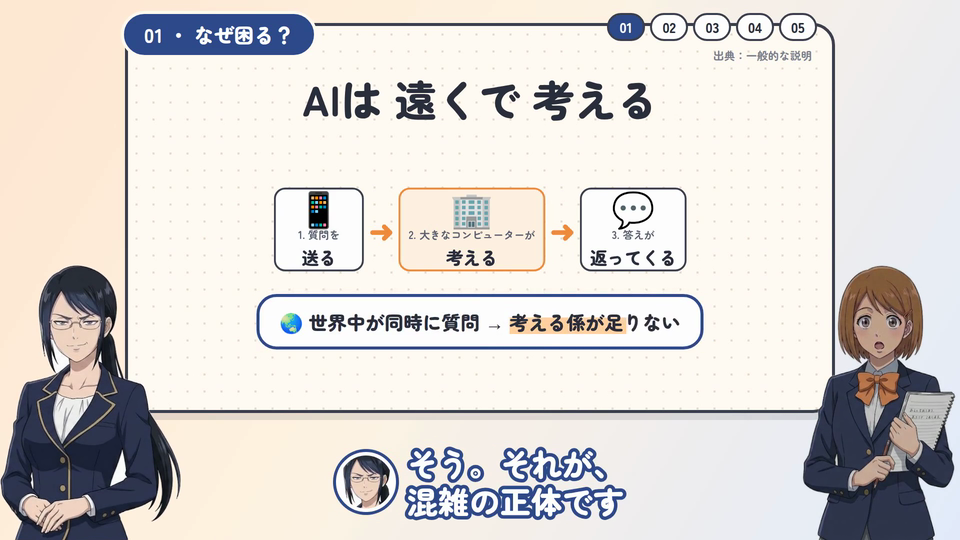 01 ・ なぜ困る？
01 02 03 04 05
出典：一般的な説明
AIは 遠くで 考える
1. 質問を
送る
2. 大きなコンピューターが
考える
3. 答えが
返ってくる
世界中が同時に質問 → 考える係が足りない
そう。それが、
混雑の正体です